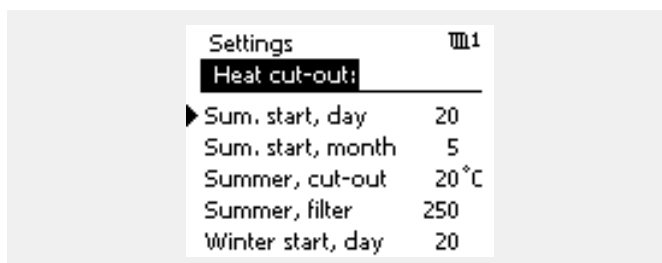 Settings 1
Heat cut-out:
Sum. start, day 20
Sum. start, month 5
Summer, cut-out 20°C
Summer, filter 250
Winter start, day 20